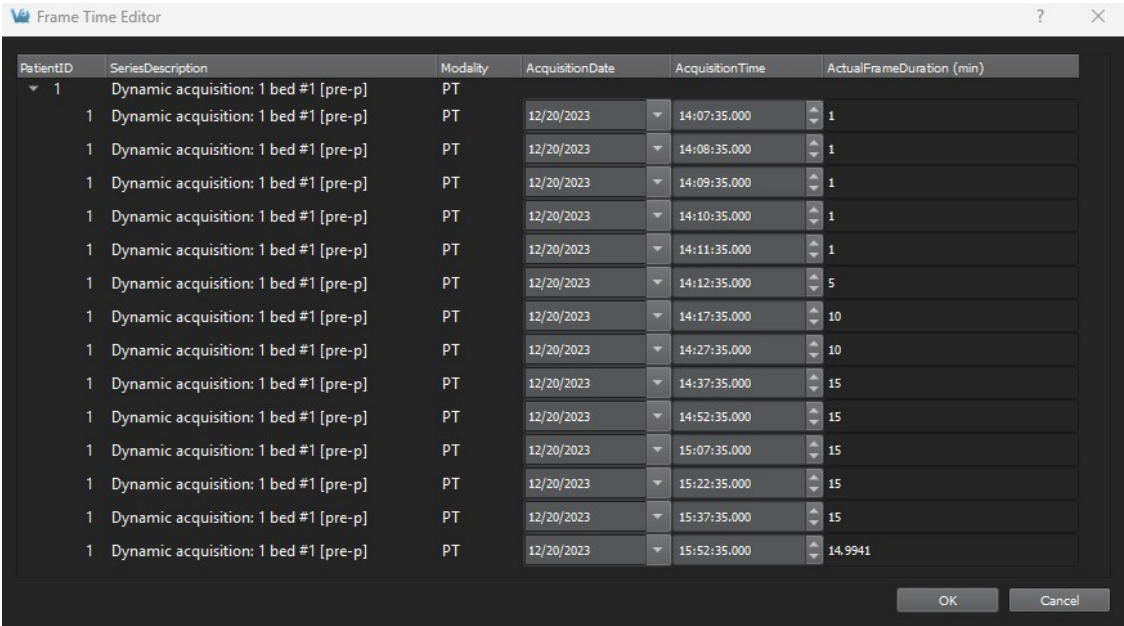 Frame Time Editor ? ×
PatientID SeriesDescription Modality AcquisitionDate AcquisitionTime ActualFrameDuration (min)
1 Dynamic acquisition: 1 bed #1 [pre-p] PT
1 Dynamic acquisition: 1 bed #1 [pre-p] PT 12/20/2023 14:07:35.000 1
1 Dynamic acquisition: 1 bed #1 [pre-p] PT 12/20/2023 14:08:35.000 1
1 Dynamic acquisition: 1 bed #1 [pre-p] PT 12/20/2023 14:09:35.000 1
1 Dynamic acquisition: 1 bed #1 [pre-p] PT 12/20/2023 14:10:35.000 1
1 Dynamic acquisition: 1 bed #1 [pre-p] PT 12/20/2023 14:11:35.000 1
1 Dynamic acquisition: 1 bed #1 [pre-p] PT 12/20/2023 14:12:35.000 5
1 Dynamic acquisition: 1 bed #1 [pre-p] PT 12/20/2023 14:17:35.000 10
1 Dynamic acquisition: 1 bed #1 [pre-p] PT 12/20/2023 14:27:35.000 10
1 Dynamic acquisition: 1 bed #1 [pre-p] PT 12/20/2023 14:37:35.000 15
1 Dynamic acquisition: 1 bed #1 [pre-p] PT 12/20/2023 14:52:35.000 15
1 Dynamic acquisition: 1 bed #1 [pre-p] PT 12/20/2023 15:07:35.000 15
1 Dynamic acquisition: 1 bed #1 [pre-p] PT 12/20/2023 15:22:35.000 15
1 Dynamic acquisition: 1 bed #1 [pre-p] PT 12/20/2023 15:37:35.000 15
1 Dynamic acquisition: 1 bed #1 [pre-p] PT 12/20/2023 15:52:35.000 14.9941
OK Cancel